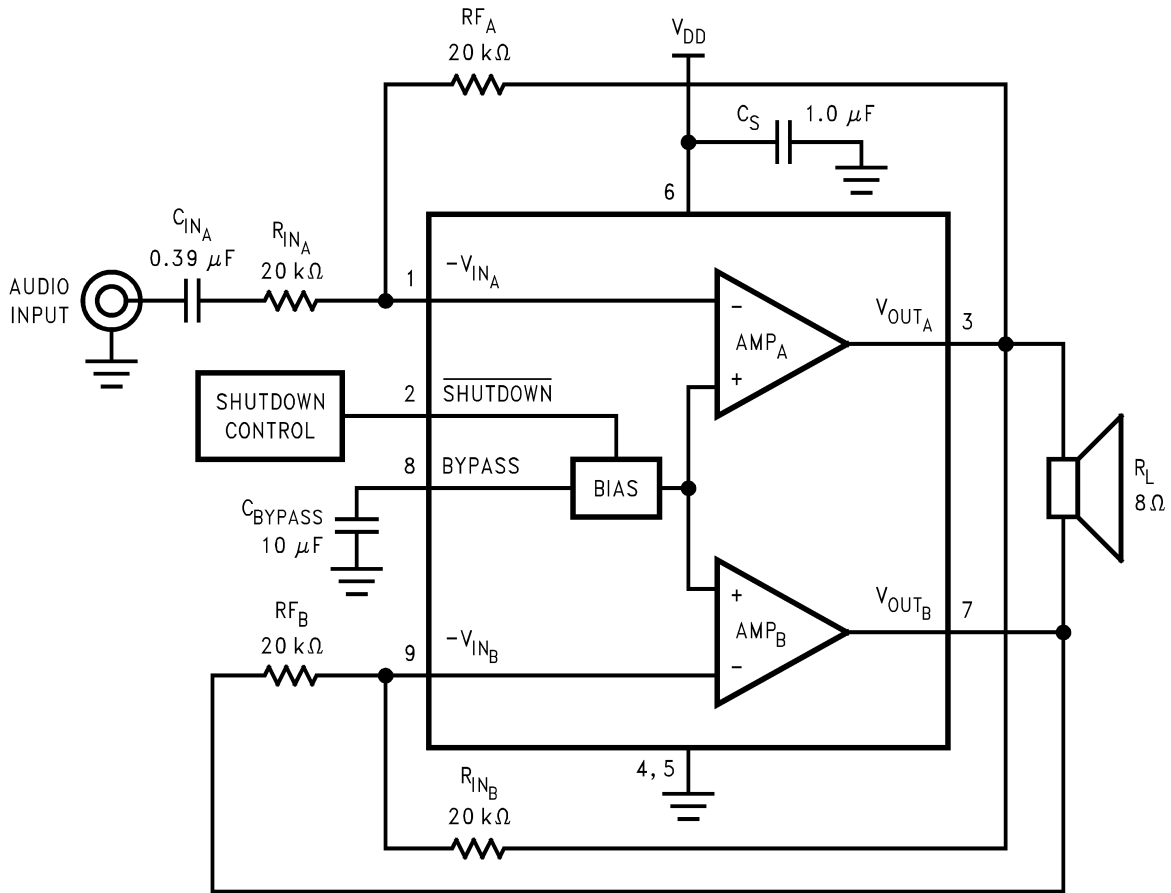 RF_A
20 kΩ
V_DD
C_S
1.0 μF
6
C_IN_A
0.39 μF
R_IN_A
20 kΩ
AUDIO
INPUT
1
-V_IN_A
-
AMP_A
+
V_OUT_A
3
SHUTDOWN
CONTROL
2
SHUTDOWN
8
BYPASS
BIAS
C_BYPASS
10 μF
R_L
8Ω
+
AMP_B
-
V_OUT_B
7
RF_B
20 kΩ
9
-V_IN_B
4, 5
R_IN_B
20 kΩ